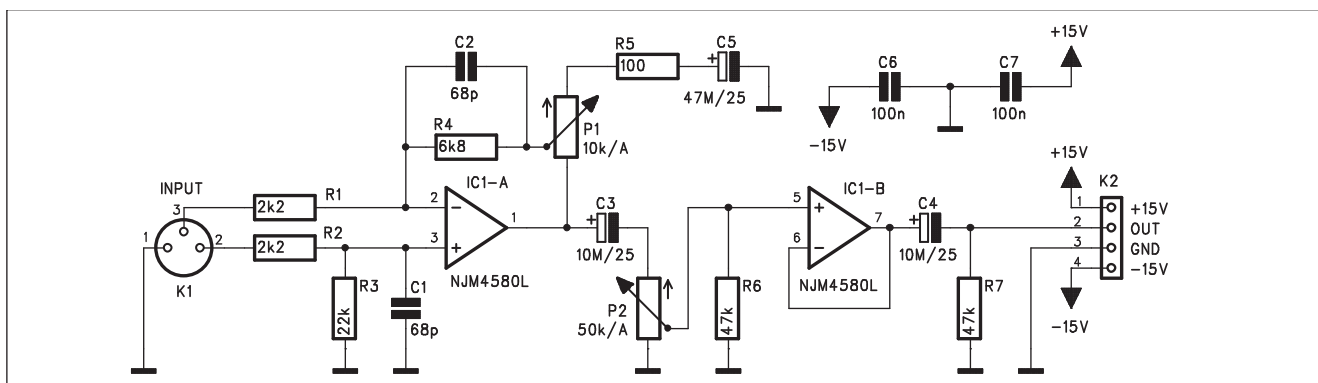 C2
68p
R4
6k8
R5
100
C5
+
47M/25
P1
10k/A
C6
100n
C7
100n
+15V
-15V
INPUT
3
1
2
K1
R1
2k2
R2
2k2
R3
22k
C1
68p
IC1-A
2
-
3
+
1
NJM4580L
C3
+
10M/25
P2
50k/A
R6
47k
IC1-B
5
+
6
-
7
NJM4580L
C4
+
10M/25
R7
47k
+15V
K2
1
+15V
2
OUT
3
GND
4
-15V
-15V